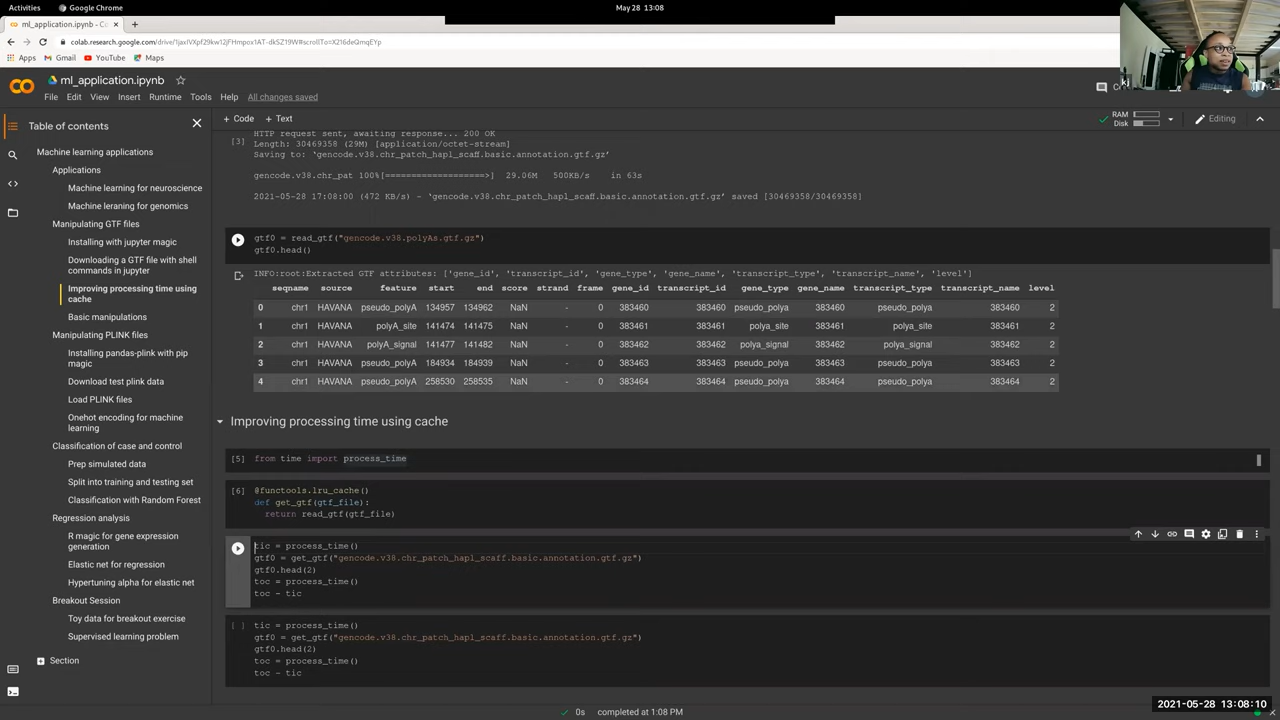 Activities
Google Chrome
May 28 13:08
ml_application.ipynb - Co
colab.research.google.com/drive/1jaxiVXpf29kw12jFHmpox1AT-dkSZ19W#scrollTo=X216deQmqEYp
Apps
Gmail
YouTube
Maps
ml_application.ipynb
File Edit View Insert Runtime Tools Help All changes saved
Table of contents
+ Code + Text
RAM
Disk
Editing
Machine learning applications
Applications
Machine learning for neuroscience
Machine leraning for genomics
Manipulating GTF files
Installing with jupyter magic
Downloading a GTF file with shell
commands in jupyter
Improving processing time using
cache
Basic manipulations
Manipulating PLINK files
Installing pandas-plink with pip
magic
Download test plink data
Load PLINK files
Onehot encoding for machine
learning
Classification of case and control
Prep simulated data
Split into training and testing set
Classification with Random Forest
Regression analysis
R magic for gene expression
generation
Elastic net for regression
Hypertuning alpha for elastic net
Breakout Session
Toy data for breakout exercise
Supervised learning problem
Section
HTTP request sent, awaiting response... 200 OK
[3] Length: 30469358 (29M) [application/octet-stream]
Saving to: ‘gencode.v38.chr_patch_hapl_scaff.basic.annotation.gtf.gz’
gencode.v38.chr_pat 100%[===================>] 29.06M 500KB/s in 63s
2021-05-28 17:08:00 (472 KB/s) - ‘gencode.v38.chr_patch_hapl_scaff.basic.annotation.gtf.gz’ saved [30469358/30469358]
gtf0 = read_gtf("gencode.v38.polyAs.gtf.gz")
gtf0.head()
INFO:root:Extracted GTF attributes: ['gene_id', 'transcript_id', 'gene_type', 'gene_name', 'transcript_type', 'transcript_name', 'level']
seqname source feature start end score strand frame gene_id transcript_id gene_type gene_name transcript_type transcript_name level
0 chr1 HAVANA pseudo_polyA 134957 134962 NaN - 0 383460 383460 pseudo_polya 383460 pseudo_polya 383460 2
1 chr1 HAVANA polyA_site 141474 141475 NaN - 0 383461 383461 polya_site 383461 polya_site 383461 2
2 chr1 HAVANA polyA_signal 141477 141482 NaN - 0 383462 383462 polya_signal 383462 polya_signal 383462 2
3 chr1 HAVANA pseudo_polyA 184934 184939 NaN - 0 383463 383463 pseudo_polya 383463 pseudo_polya 383463 2
4 chr1 HAVANA pseudo_polyA 258530 258535 NaN - 0 383464 383464 pseudo_polya 383464 pseudo_polya 383464 2
Improving processing time using cache
[5] from time import process_time
[6] @functools.lru_cache()
def get_gtf(gtf_file):
return read_gtf(gtf_file)
tic = process_time()
gtf0 = get_gtf("gencode.v38.chr_patch_hapl_scaff.basic.annotation.gtf.gz")
gtf0.head(2)
toc = process_time()
toc - tic
[ ] tic = process_time()
gtf0 = get_gtf("gencode.v38.chr_patch_hapl_scaff.basic.annotation.gtf.gz")
gtf0.head(2)
toc = process_time()
toc - tic
0s completed at 1:08 PM
2021-05-28 13:08:10